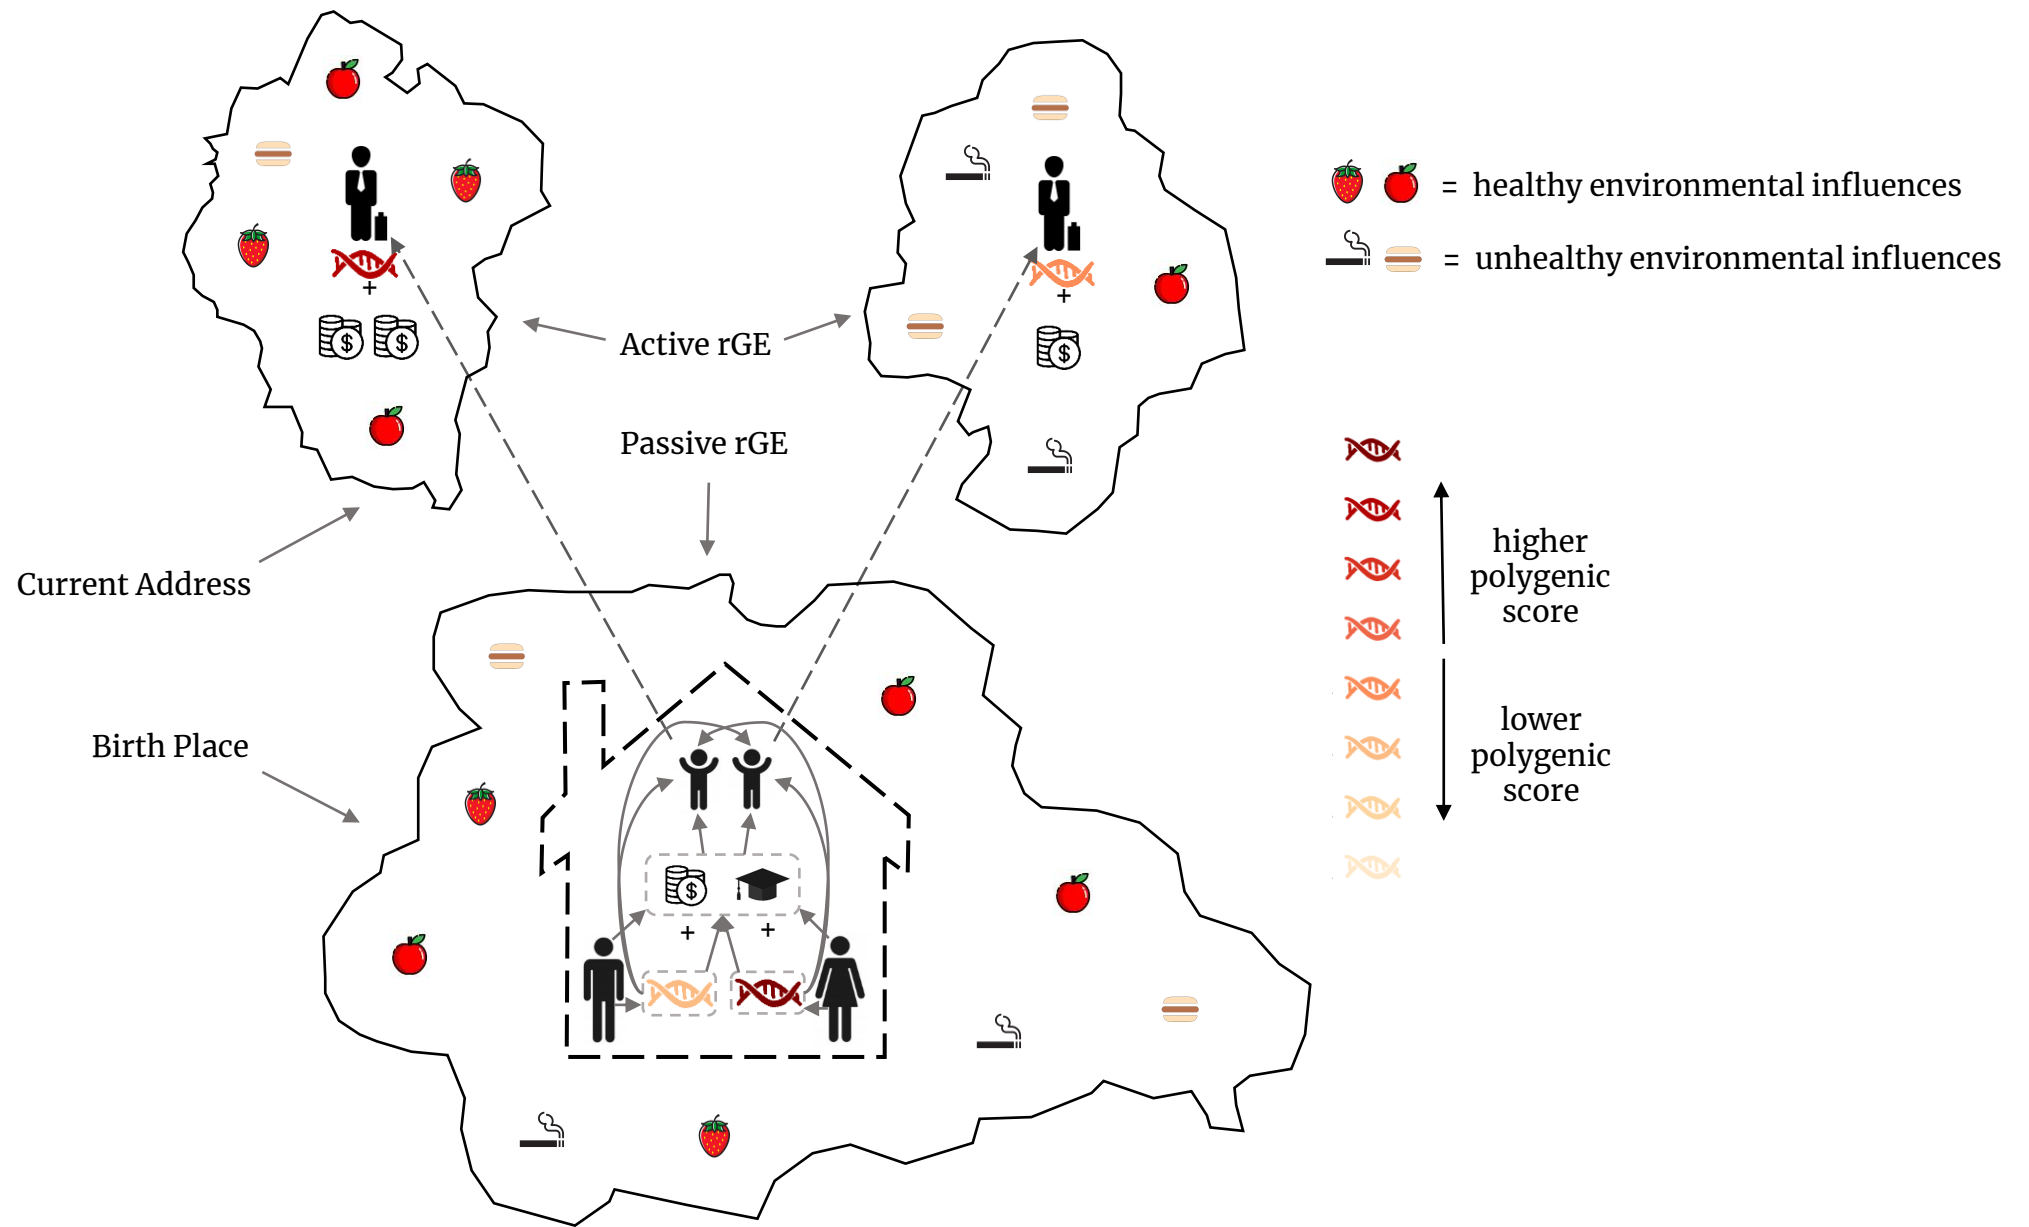 = healthy environmental influences
= unhealthy environmental influences
+
$ $
+
$
Active rGE
Passive rGE
Current Address
higher
polygenic
score
lower
polygenic
score
Birth Place
$
+ +